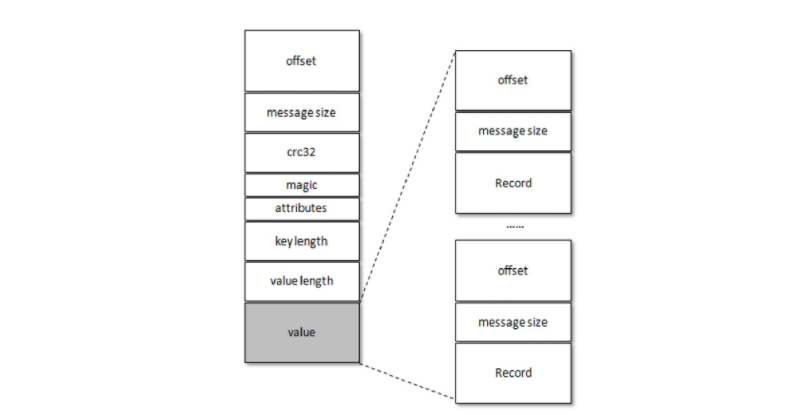 offset
message size
crc32
magic
attributes
key length
value length
value
offset
message size
Record
......
offset
message size
Record